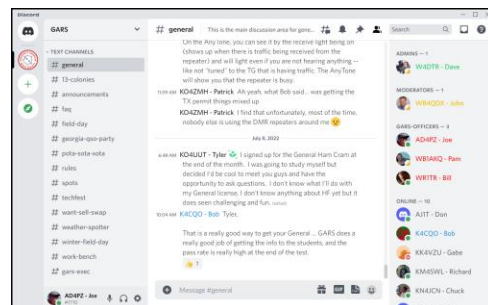 Discord
GARS
# general
This is the main discussion area for gene...
Search
TEXT CHANNELS
# general
# 13-colonies
# announcements
# faq
# field-day
# georgia-qso-party
# pota-sota-vota
# rules
# spots
# techfest
# want-sell-swap
# weather-spotter
# winter-field-day
# work-bench
# gars-exec
AD4PZ - Joe
On the Any tone, you can see it by the receive light being on
(shows up when there is traffic being received from the
repeater) and will light even if you are not hearing anything —
like not "tuned" to the TG that is having traffic. The AnyTone
will show you that the repeater is busy.
11:39 AM KO4ZMH - Patrick Ah yeah, what Bob said... was getting the
TX permit things mixed up
KO4ZMH - Patrick I find that unfortunately, most of the time,
nobody else is using the DMR repeaters around me
July 8, 2022
6:48 AM KO4UUT - Tyler I signed up for the General Ham Cram at
the end of the month. I was going to study myself but
decided I'd be cool to meet you guys and have the
opportunity to ask questions. I don't know what I'll do with
my General license. I don't know anything about HF yet but it
does seem challenging and fun. (edited)
10:04 AM K4CQO - Bob Tyler,
That is a really good way to get your General ... GARS does a
really good job of getting the info to the students, and the
pass rate is really high at the end of the test.
1
Message #general
GIF
ADMINS — 1
W4DTR - Dave
MODERATORS — 1
WB4QDX - John
GARS-OFFICERS — 3
AD4PZ - Joe
WB1AKQ - Pam
WR1TR - Bill
ONLINE — 10
AJ1T - Don
K4CQO - Bob
KK4VZU - Gabe
KM4SWL - Richard
KN4JCN - Chuck